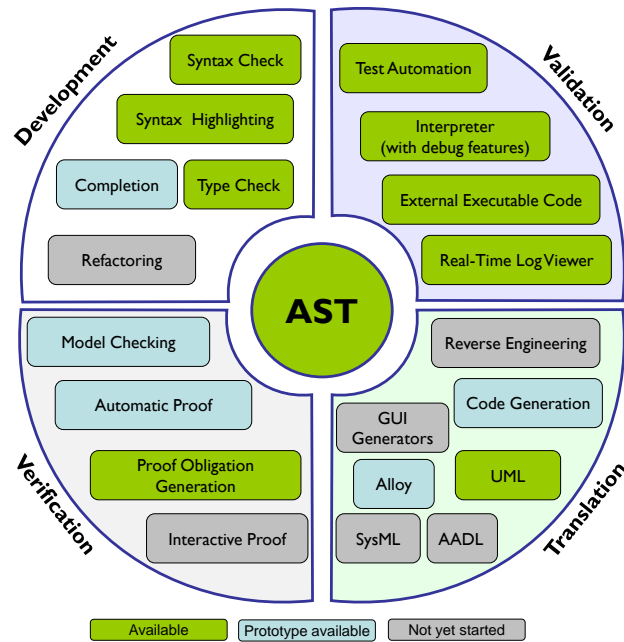 Development
Syntax Check
Syntax Highlighting
Completion
Type Check
Refactoring
Validation
Test Automation
Interpreter
(with debug features)
External Executable Code
Real-Time Log Viewer
AST
Verification
Model Checking
Automatic Proof
Proof Obligation
Generation
Interactive Proof
Translation
Reverse Engineering
Code Generation
GUI
Generators
Alloy
UML
SysML
AADL
Available
Prototype available
Not yet started